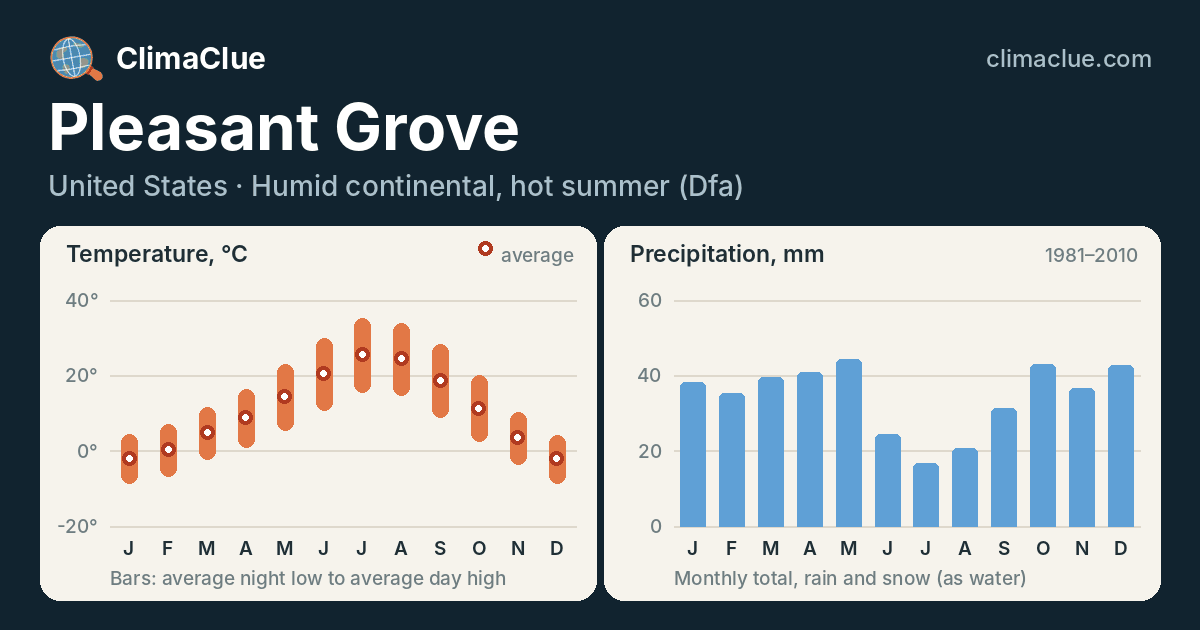 ClimaClue
climaclue.com
Pleasant Grove
United States · Humid continental, hot summer (Dfa)
Temperature, °C
average
40°
20°
0°
-20°
J F M A M J J A S O N D
Bars: average night low to average day high
Precipitation, mm
1981–2010
60
40
20
0
J F M A M J J A S O N D
Monthly total, rain and snow (as water)